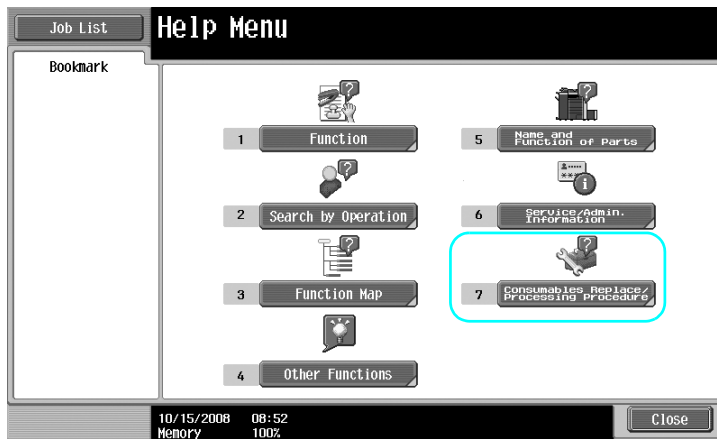 Job List
Help Menu
Bookmark
1 Function
2 Search by Operation
3 Function Map
4 Other Functions
5 Name and
Function of Parts
6 Service/Admin.
Information
7 Consumables Replace/
Processing Procedure
10/15/2008 08:52
Memory 100%
Close